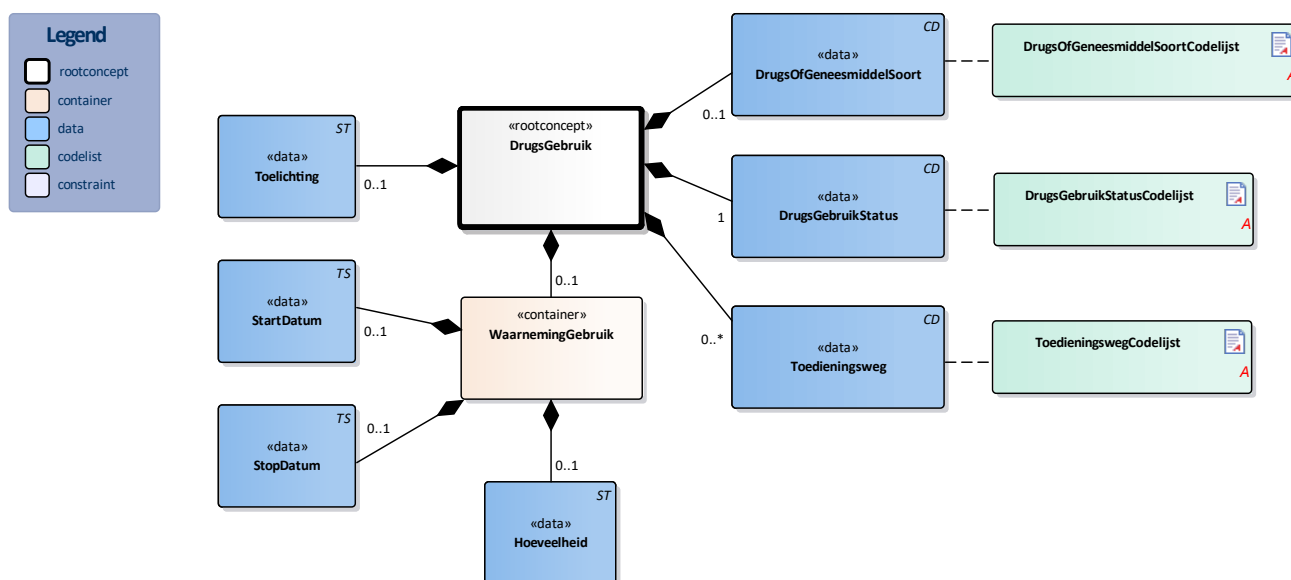 Legend
rootconcept
container
data
codelist
constraint
ST
«data»
Toelichting
0..1
«rootconcept»
DrugsGebruik
CD
«data»
DrugsOfGeneesmiddelSoort
0..1
DrugsOfGeneesmiddelSoortCodelijst
A
CD
«data»
DrugsGebruikStatus
1
DrugsGebruikStatusCodelijst
A
TS
«data»
StartDatum
0..1
0..1
«container»
WaarnemingGebruik
CD
«data»
Toedieningsweg
0..*
ToedieningswegCodelijst
A
TS
«data»
StopDatum
0..1
0..1
ST
«data»
Hoeveelheid